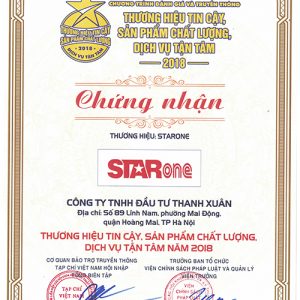 CHƯƠNG TRÌNH ĐÁNH GIÁ VÀ TRUYỀN THÔNG
THƯƠNG HIỆU TIN CẬY,
SẢN PHẨM CHẤT LƯỢNG,
DỊCH VỤ TẬN TÂM
2018
THƯƠNG HIỆU TIN CẬY
SẢN PHẨM CHẤT LƯỢNG
2018
DỊCH VỤ TẬN TÂM
Chứng nhận
THƯƠNG HIỆU: STARONE
STARone
CÔNG TY TNHH ĐẦU TƯ THANH XUÂN
Địa chỉ: Số 89 Lĩnh Nam, phường Mai Động,
quận Hoàng Mai, TP Hà Nội
THƯƠNG HIỆU TIN CẬY, SẢN PHẨM CHẤT LƯỢNG,
DỊCH VỤ TẬN TÂM NĂM 2018
CƠ QUAN BẢO TRỢ TRUYỀN THÔNG
TẠP CHÍ VIỆT NAM HỘI NHẬP
TỔNG BIÊN TẬP
TRƯỞNG BAN TỔ CHỨC
VIỆN CHÍNH SÁCH PHÁP LUẬT VÀ QUẢN LÝ
VIỆN TRƯỞNG
TẠP CHÍ
VIỆT NAM
VIỆN
CHÍNH SÁCH